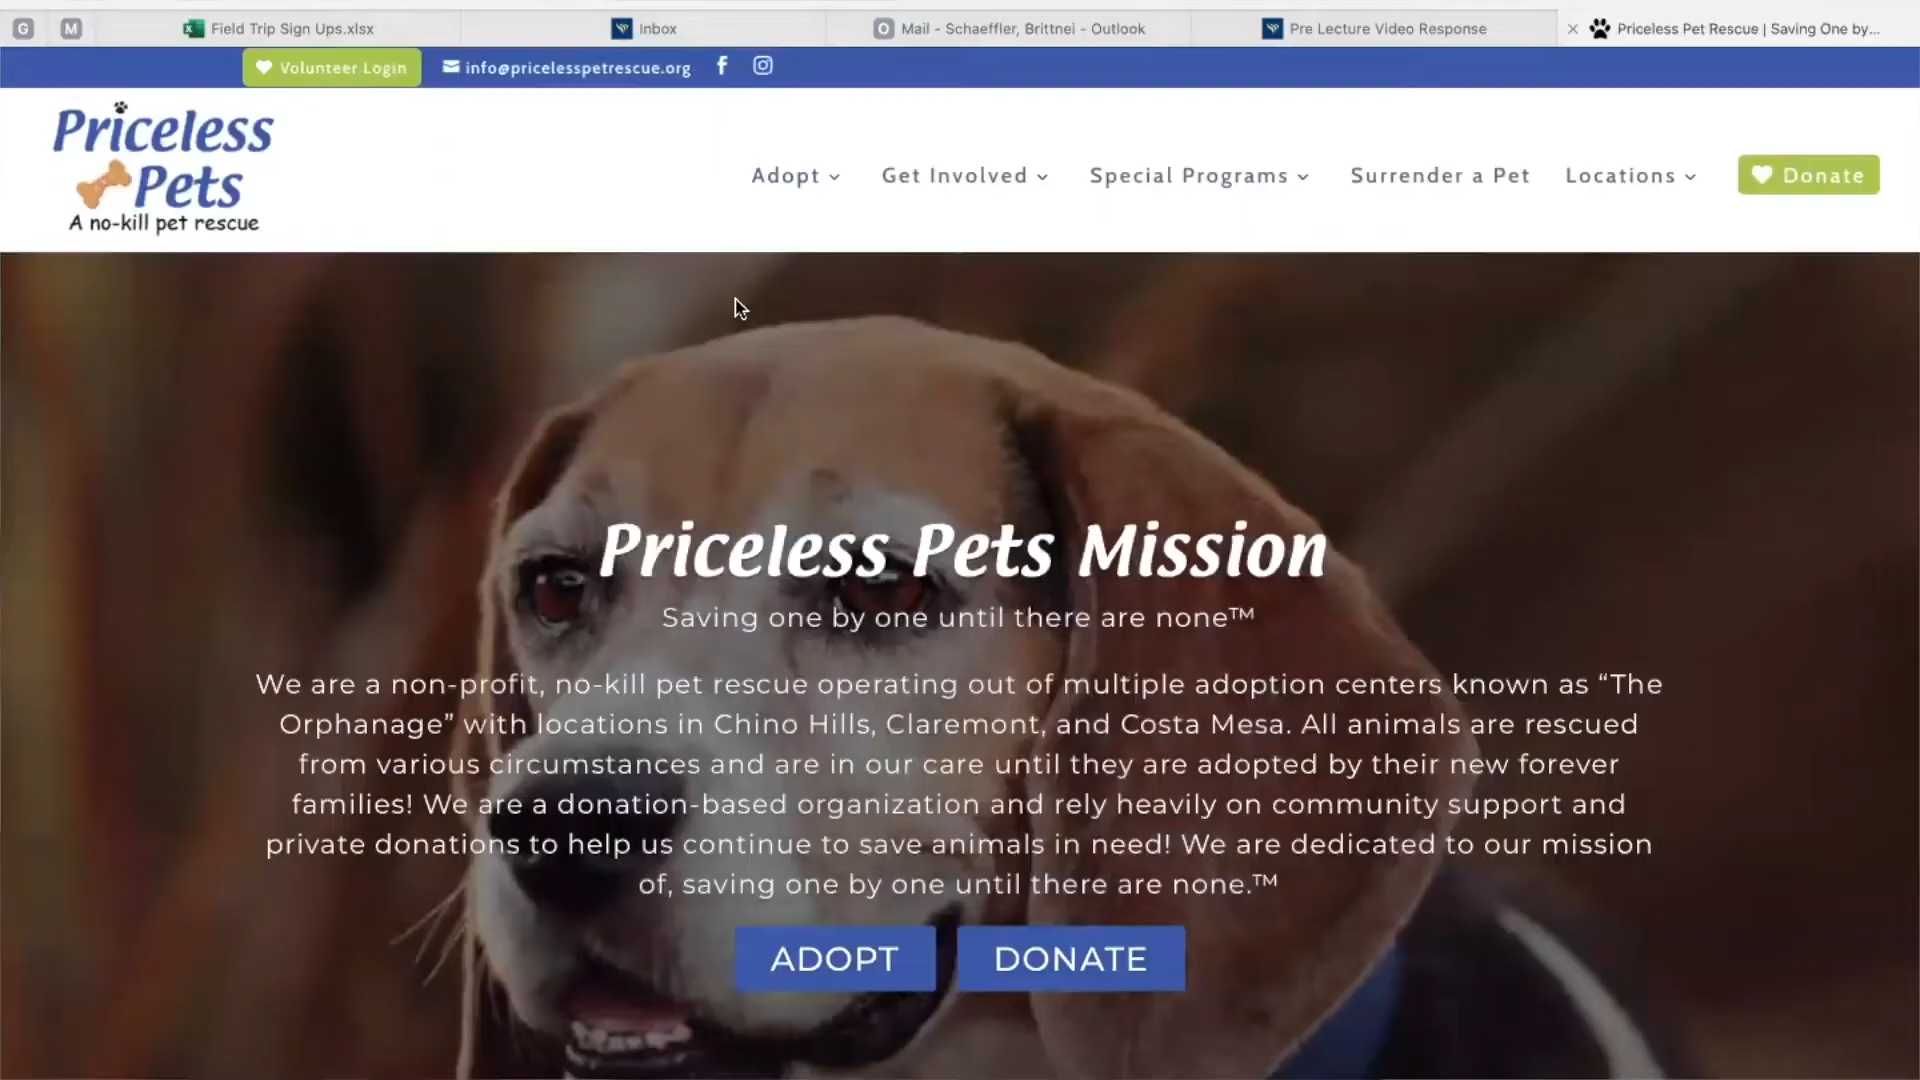 G
M
Field Trip Sign Ups.xlsx
Inbox
Mail - Schaeffler, Brittnei - Outlook
Pre Lecture Video Response
Priceless Pet Rescue | Saving One by...
Volunteer Login
info@pricelesspetrescue.org
Priceless
Pets
A no-kill pet rescue
Adopt
Get Involved
Special Programs
Surrender a Pet
Locations
Donate
Priceless Pets Mission
Saving one by one until there are none™
We are a non-profit, no-kill pet rescue operating out of multiple adoption centers known as “The
Orphanage” with locations in Chino Hills, Claremont, and Costa Mesa. All animals are rescued
from various circumstances and are in our care until they are adopted by their new forever
families! We are a donation-based organization and rely heavily on community support and
private donations to help us continue to save animals in need! We are dedicated to our mission
of, saving one by one until there are none.™
ADOPT
DONATE